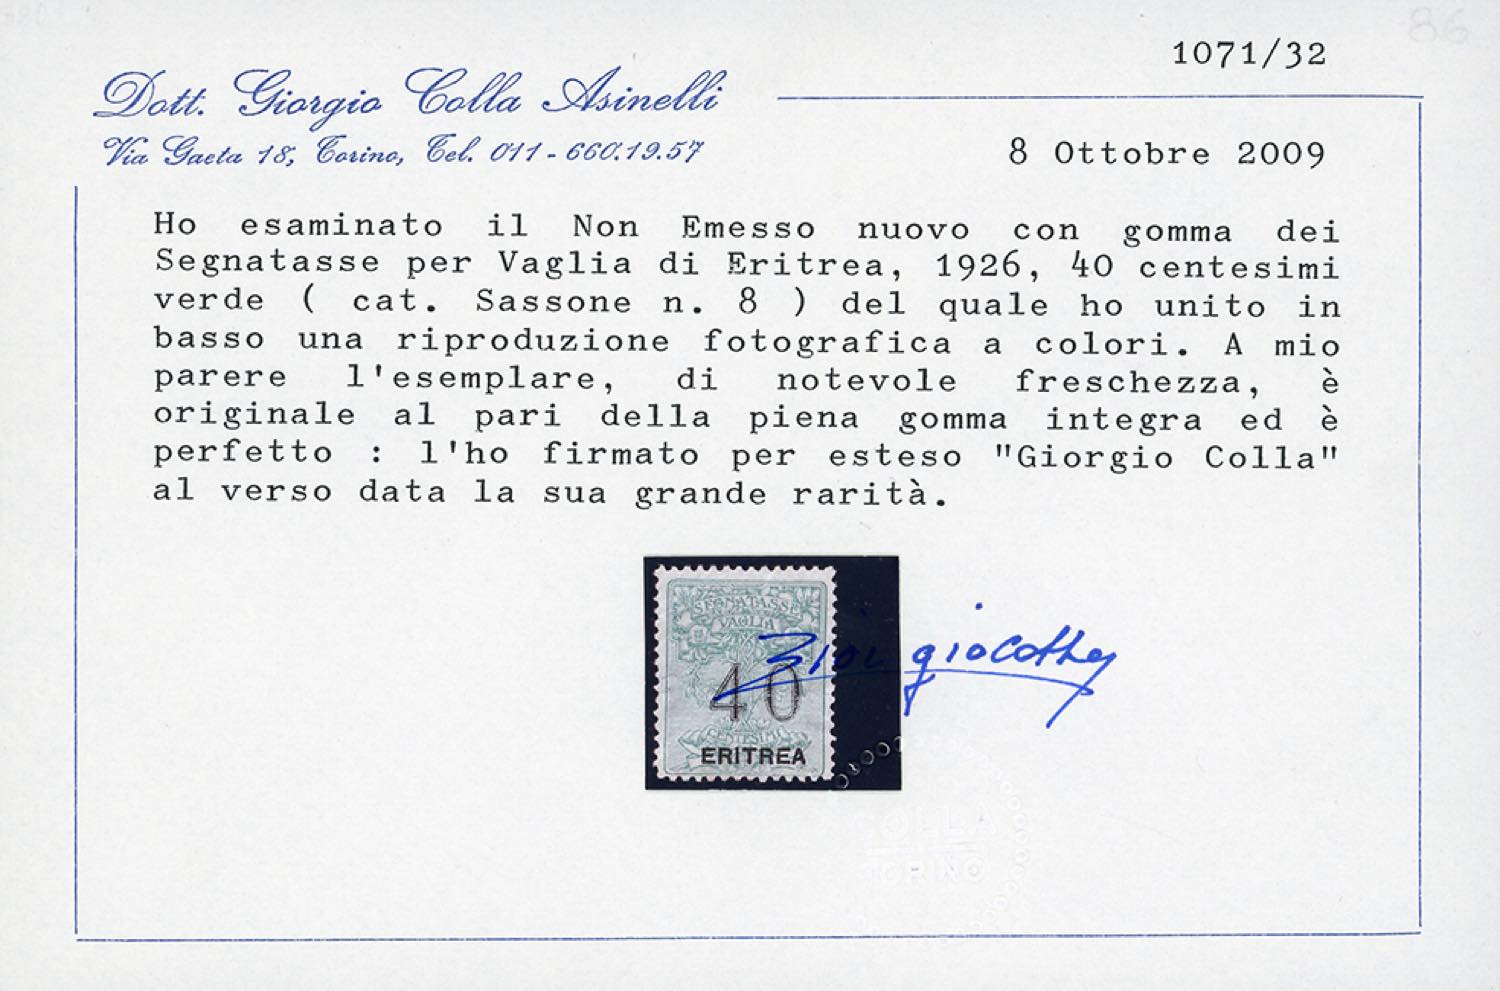 1071/32
Dott. Giorgio Colla Asinelli
Via Gaeta 18, Torino, Tel. 011 - 660.19.57
8 Ottobre 2009
Ho esaminato il Non Emesso nuovo con gomma dei
Segnatasse per Vaglia di Eritrea, 1926, 40 centesimi
verde ( cat. Sassone n. 8 ) del quale ho unito in
basso una riproduzione fotografica a colori. A mio
parere l'esemplare, di notevole freschezza, è
originale al pari della piena gomma integra ed è
perfetto : l'ho firmato per esteso "Giorgio Colla"
al verso data la sua grande rarità.
SEGNATASSE
VAGLIA
40
CENTESIMI
ERITREA
COLLA
TORINO